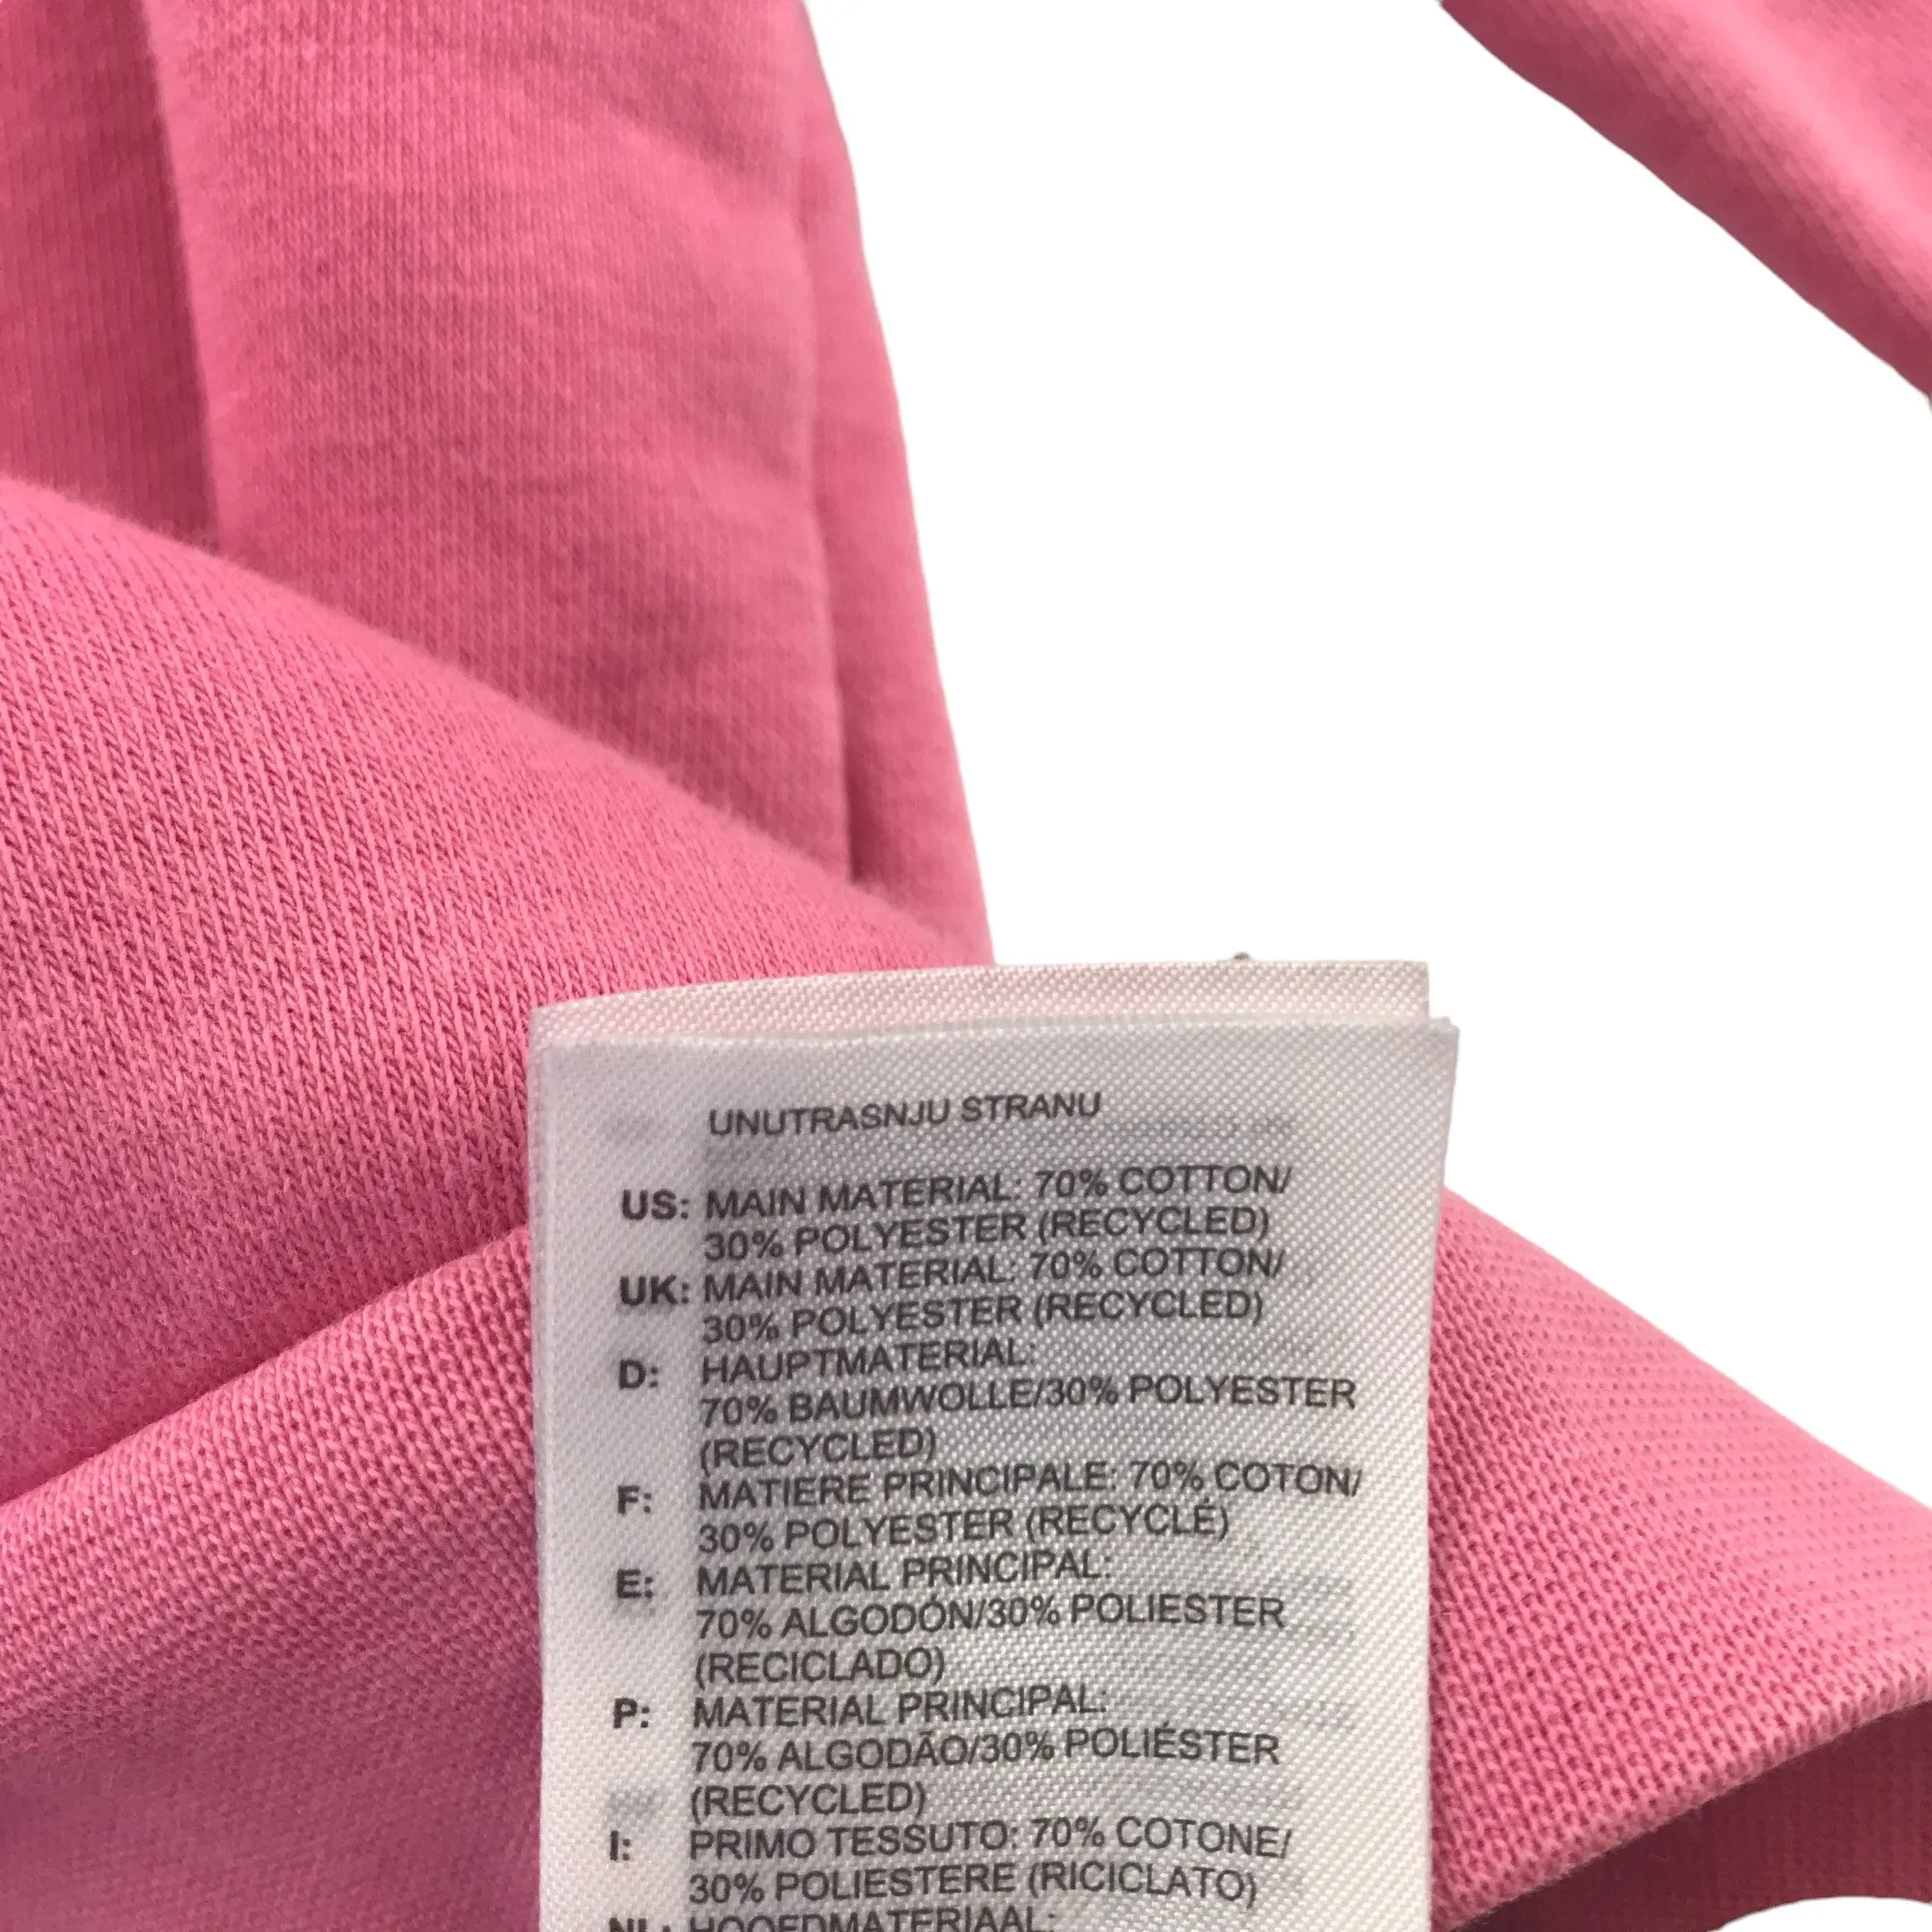 UNUTRASNJU STRANU
US: MAIN MATERIAL: 70% COTTON/
30% POLYESTER (RECYCLED)
UK: MAIN MATERIAL: 70% COTTON/
30% POLYESTER (RECYCLED)
D: HAUPTMATERIAL:
70% BAUMWOLLE/30% POLYESTER
(RECYCLED)
F: MATIERE PRINCIPALE: 70% COTON/
30% POLYESTER (RECYCLÉ)
E: MATERIAL PRINCIPAL:
70% ALGODÓN/30% POLIESTER
(RECICLADO)
P: MATERIAL PRINCIPAL:
70% ALGODÃO/30% POLIÉSTER
(RECYCLED)
I: PRIMO TESSUTO: 70% COTONE/
30% POLIESTERE (RICICLATO)
NL: HOOFDMATERIAAL: